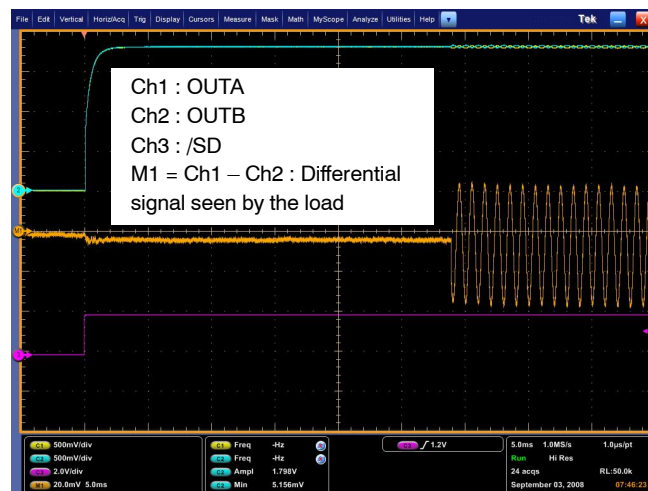 File Edit Vertical Horiz/Acq Trig Display Cursors Measure Mask Math MyScope Analyze Utilities Help Tek X
Ch1 : OUTA
Ch2 : OUTB
Ch3 : /SD
M1 = Ch1 – Ch2 : Differential
signal seen by the load
2
M1
3
C1 500mV/div
C2 500mV/div
C3 2.0V/div
M1 20.0mV 5.0ms
C1 Freq -Hz
C2 Freq -Hz
C2 Ampl 1.798V
C2 Min 5.156mV
C3 1.2V
5.0ms 1.0MS/s 1.0µs/pt
Run Hi Res
24 acqs RL:50.0k
September 03, 2008 07:46:23